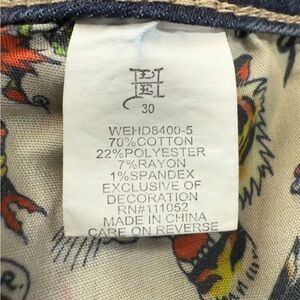 30
WEHD8400-5
70%COTTON
22%POLYESTER
7%RAYON
1%SPANDEX
EXCLUSIVE OF
DECORATION
RN#111052
MADE IN CHINA
CARE ON REVERSE